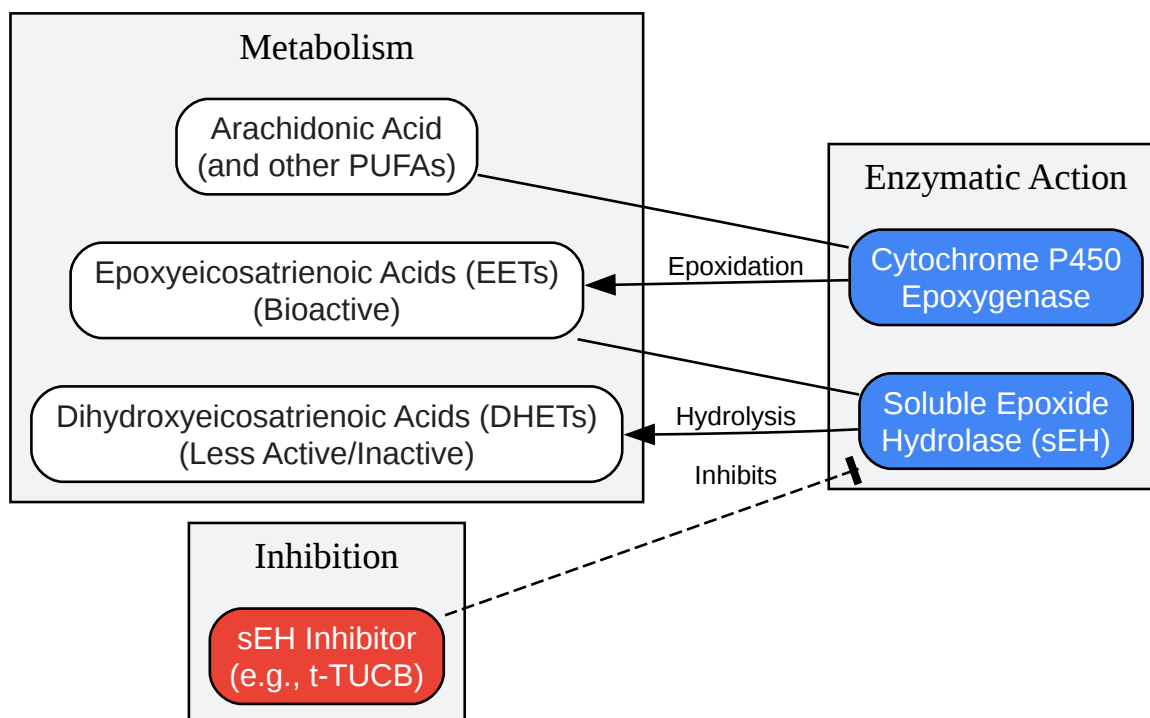 Metabolism
Arachidonic Acid
(and other PUFAs)
Epoxyeicosatrienoic Acids (EETs)
(Bioactive)
Dihydroxyeicosatrienoic Acids (DHETs)
(Less Active/Inactive)
Epoxidation
Hydrolysis
Inhibits
Enzymatic Action
Cytochrome P450
Epoxygenase
Soluble Epoxide
Hydrolase (sEH)
Inhibition
sEH Inhibitor
(e.g., t-TUCB)